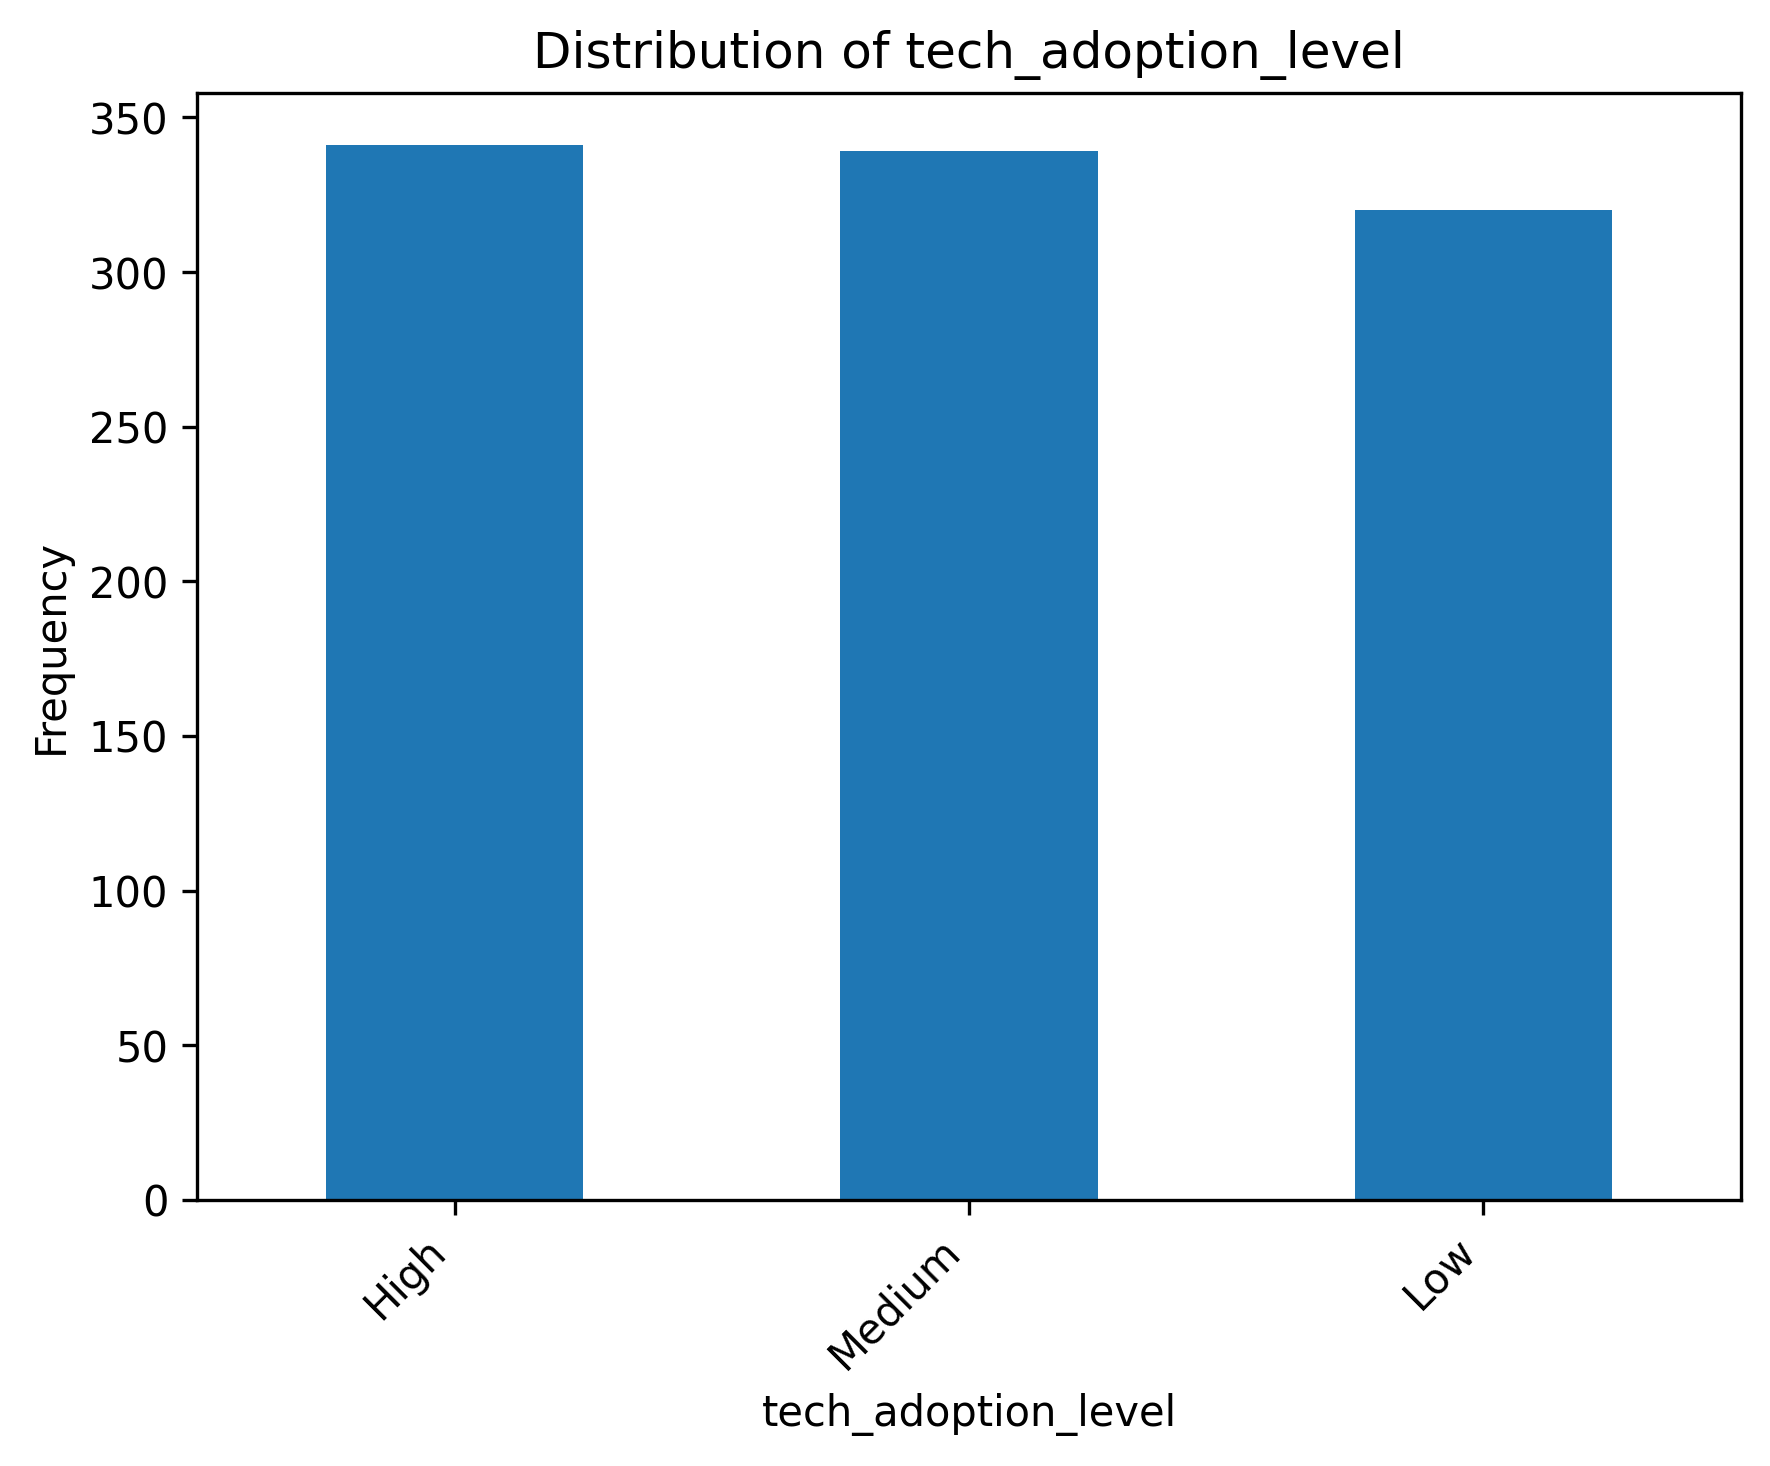 Distribution of tech_adoption_level
350
300
250
200
150
100
50
0
Frequency
High
Medium
Low
tech_adoption_level